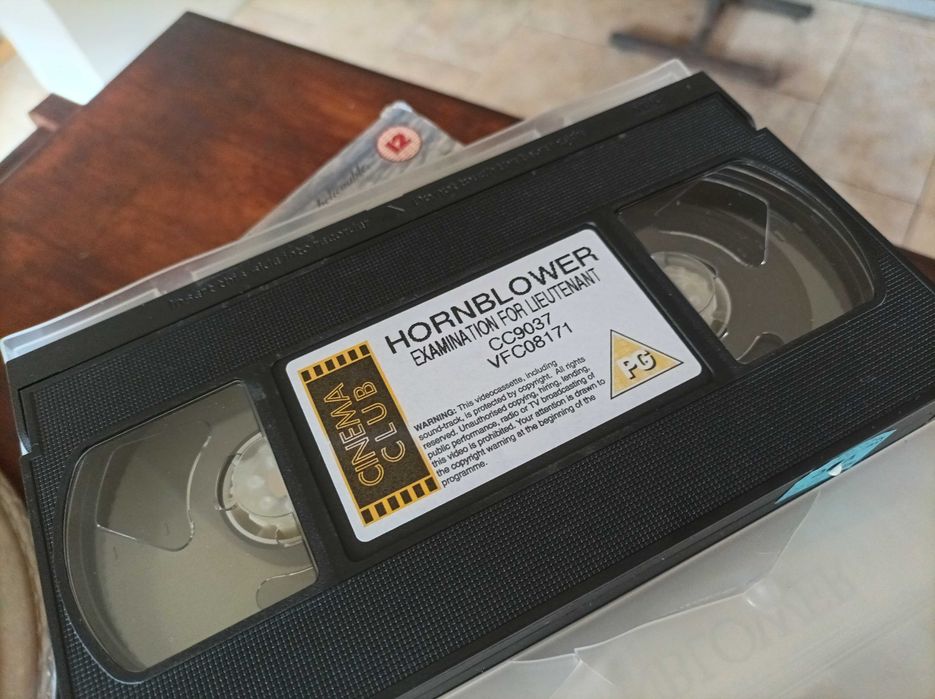 12
believable
HORNBLOWER
EXAMINATION FOR LIEUTENANT
CC9037
VFC08171
CINEMA
CLUB
WARNING: This videocassette, including
sound-track, is protected by copyright. All rights
reserved. Unauthorised copying, hiring, lending,
public performance, radio or TV broadcasting of
this video is prohibited. Your attention is drawn to
the copyright warning at the beginning of the
programme.
PG